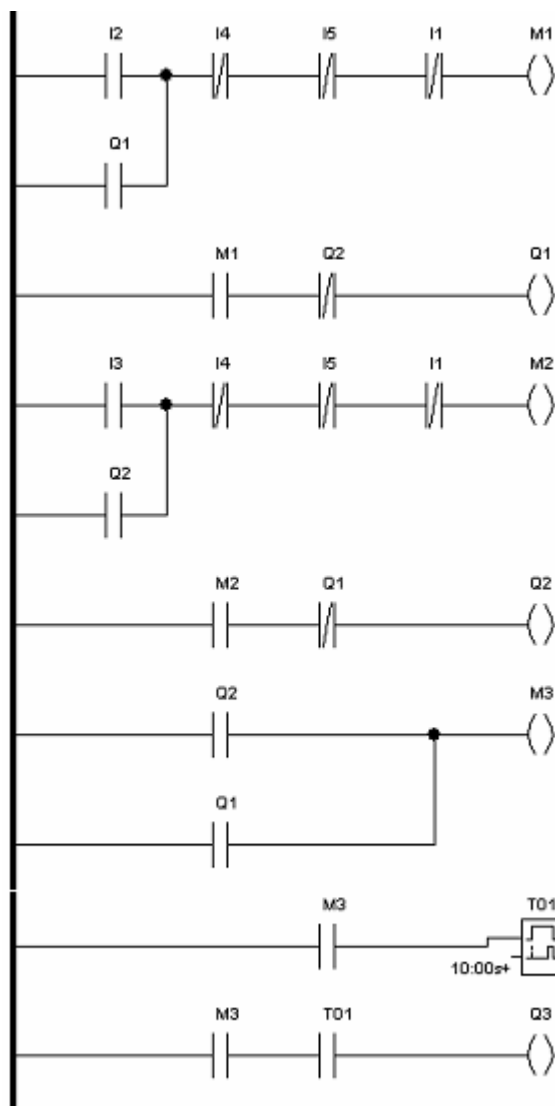 I2 I4 I5 I1 M1
Q1
M1 Q2 Q1
I3 I4 I5 I1 M2
Q2
M2 Q1 Q2
Q2 M3
Q1
M3 T01
10:00s+
M3 T01 Q3